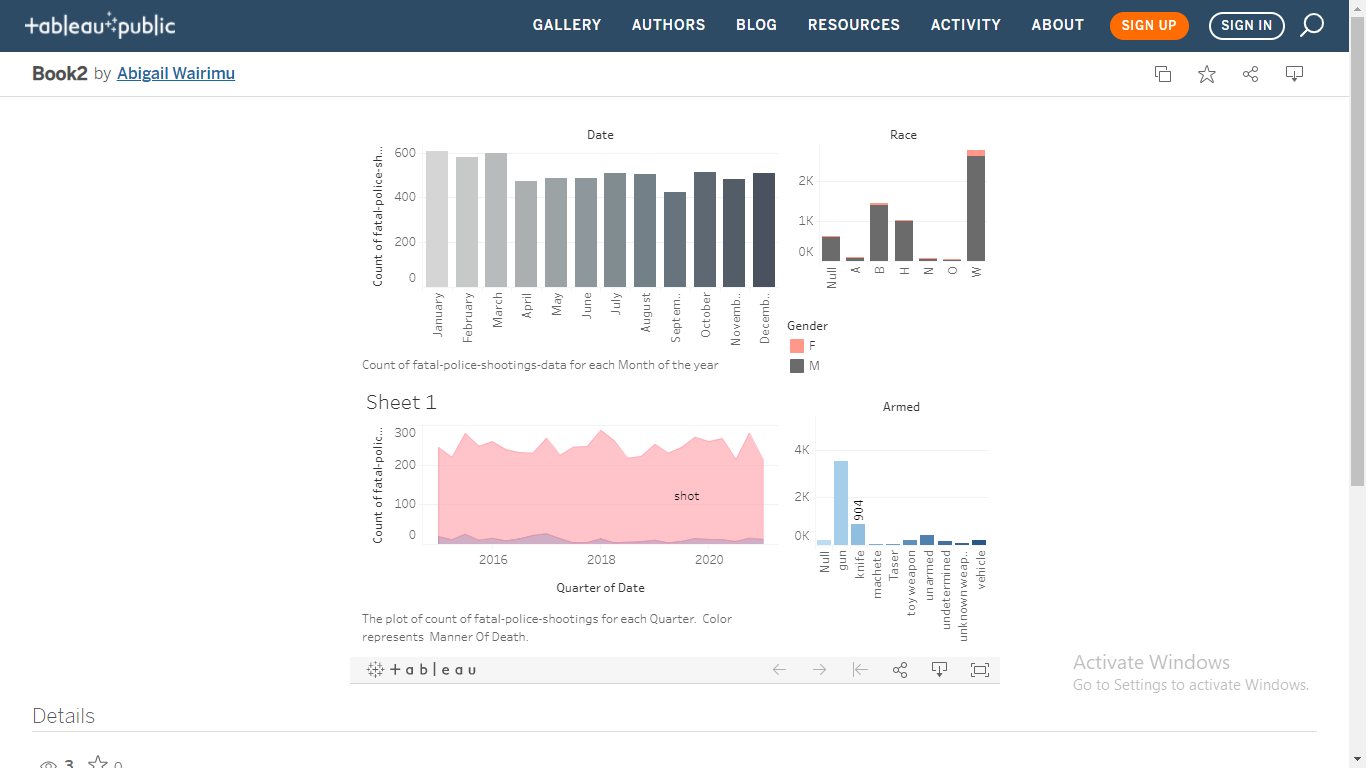 +ableau+public
GALLERY AUTHORS BLOG RESOURCES ACTIVITY ABOUT SIGN UP SIGN IN
Book2 by Abigail Wairimu
Date
Count of fatal-police-sh...
600
400
200
0
January
February
March
April
May
June
July
August
Septem..
October
Novemb..
Decemb..
Count of fatal-police-shootings-data for each Month of the year
Race
2K
1K
0K
Null
A
B
H
N
O
W
Gender
F
M
Sheet 1
Count of fatal-polic...
300
200
100
0
shot
2016 2018 2020
Quarter of Date
The plot of count of fatal-police-shootings for each Quarter. Color
represents Manner Of Death.
Armed
4K
2K
0K
904
Null
gun
knife
machete
Taser
toy weapon
unarmed
undetermined
unknown weap..
vehicle
+ableau
Activate Windows
Go to Settings to activate Windows.
Details
3 0